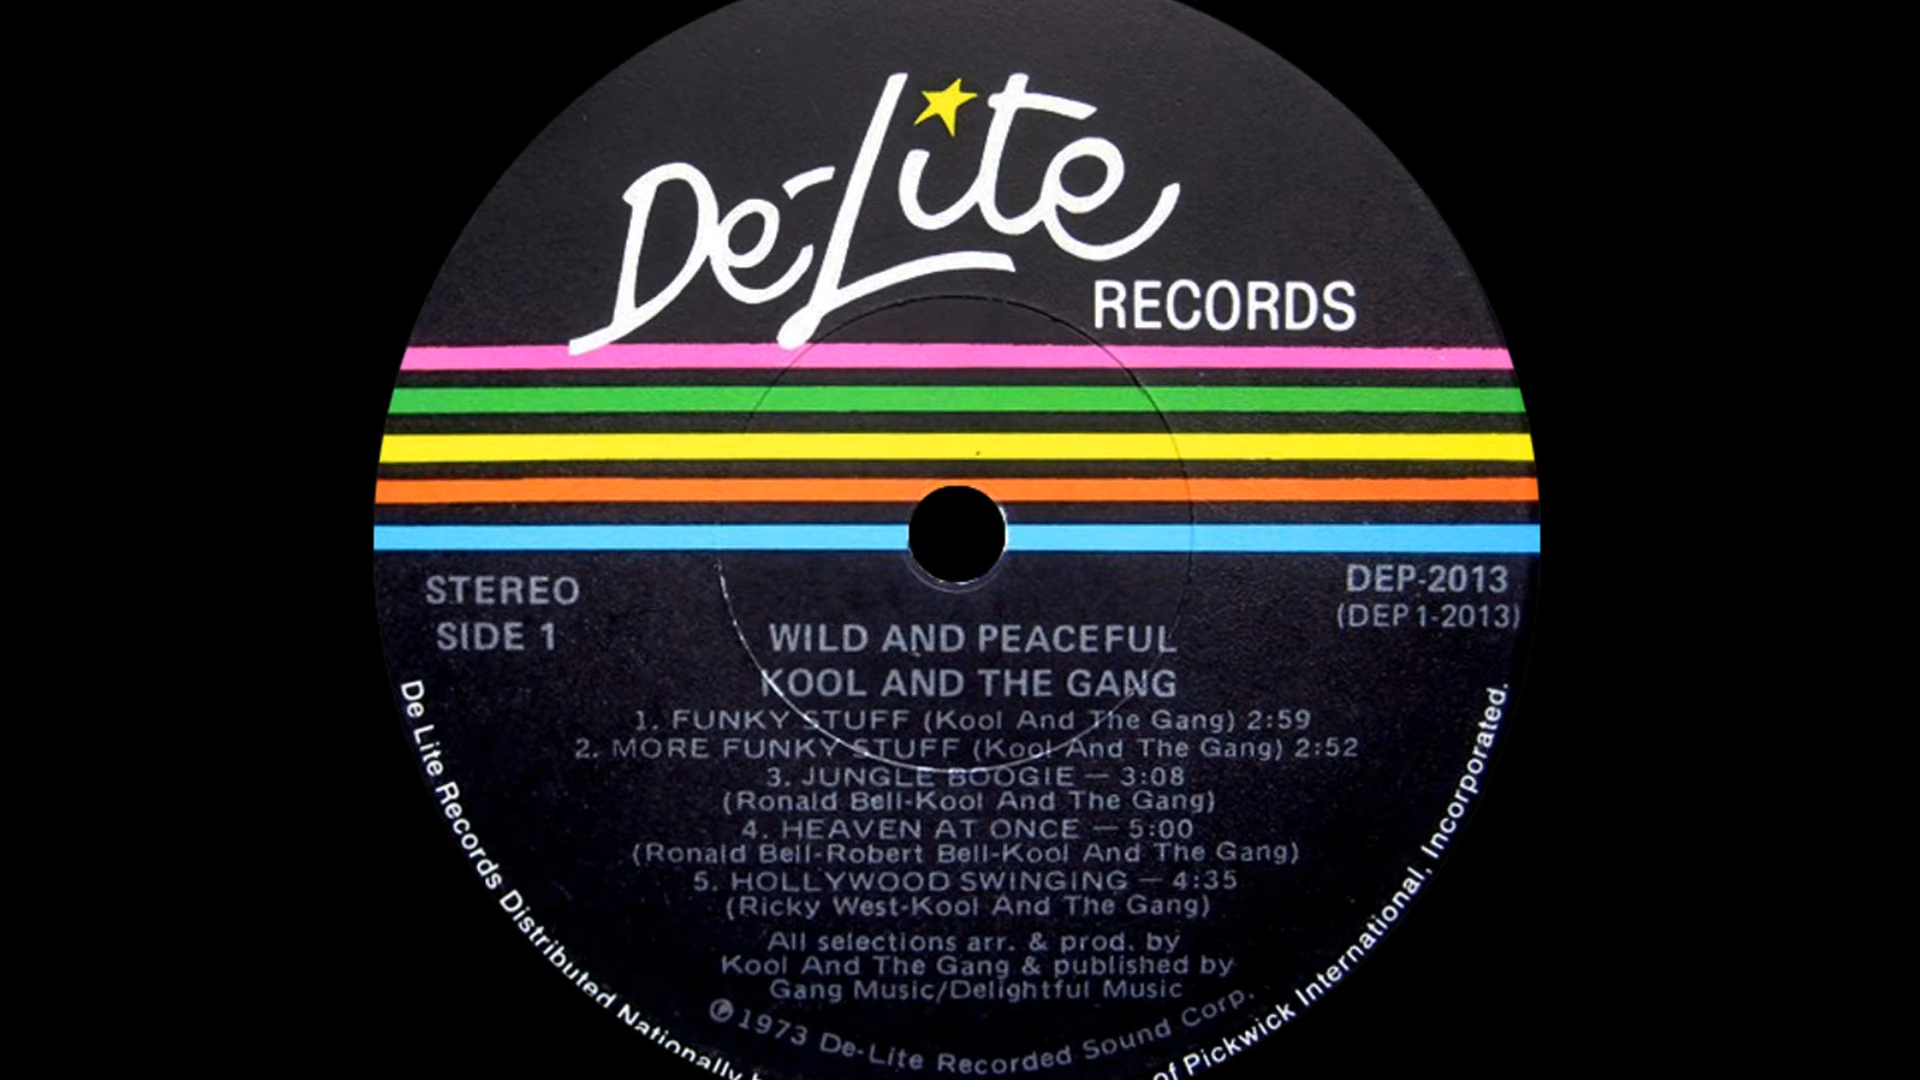 De-Lite
RECORDS
STEREO
SIDE 1
DEP-2013
(DEP 1-2013)
WILD AND PEACEFUL
KOOL AND THE GANG
1. FUNKY STUFF (Kool And The Gang) 2:59
2. MORE FUNKY STUFF (Kool And The Gang) 2:52
3. JUNGLE BOOGIE — 3:08
(Ronald Bell-Kool And The Gang)
4. HEAVEN AT ONCE — 5:00
(Ronald Bell-Robert Bell-Kool And The Gang)
5. HOLLYWOOD SWINGING — 4:35
(Ricky West-Kool And The Gang)
All selections arr. & prod. by
Kool And The Gang & published by
Gang Music/Delightful Music
℗1973 De-Lite Recorded Sound Corp.
De Lite Records Distributed Nationally
of Pickwick International, Incorporated.